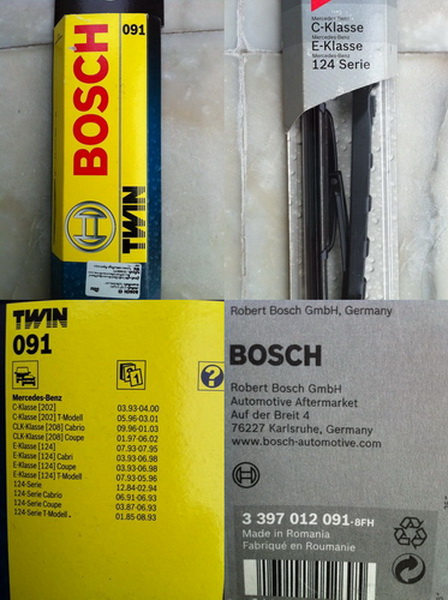 BOSCH
091
TWIN
Mercedes-Benz
C-Klasse
Mercedes-Benz
E-Klasse
124 Serie
TWIN
091
1
?
Mercedes-Benz
C-Klasse [202] 03.93-04.00
C-Klasse [202] T-Modell 05.96-03.01
CLK-Klasse [208] Cabrio 09.96-01.03
CLK-Klasse [208] Coupe 01.97-06.02
E-Klasse [124] 07.93-07.95
E-Klasse [124] Cabri 03.93-06.98
E-Klasse [124] Coupe 03.93-06.98
E-Klasse [124] T-Modell 07.93-05.96
124-Serie 12.84-02.94
124-Serie Cabrio 06.91-06.93
124-Serie Coupe 03.87-06.93
124-Serie T-Modell 01.85-08.93
Robert Bosch GmbH, Germany
BOSCH
Robert Bosch GmbH
Automotive Aftermarket
Auf der Breit 4
76227 Karlsruhe, Germany
www.bosch-automotive.com
3 397 012 091-8FH
Made in Romania
Fabriqué en Roumanie